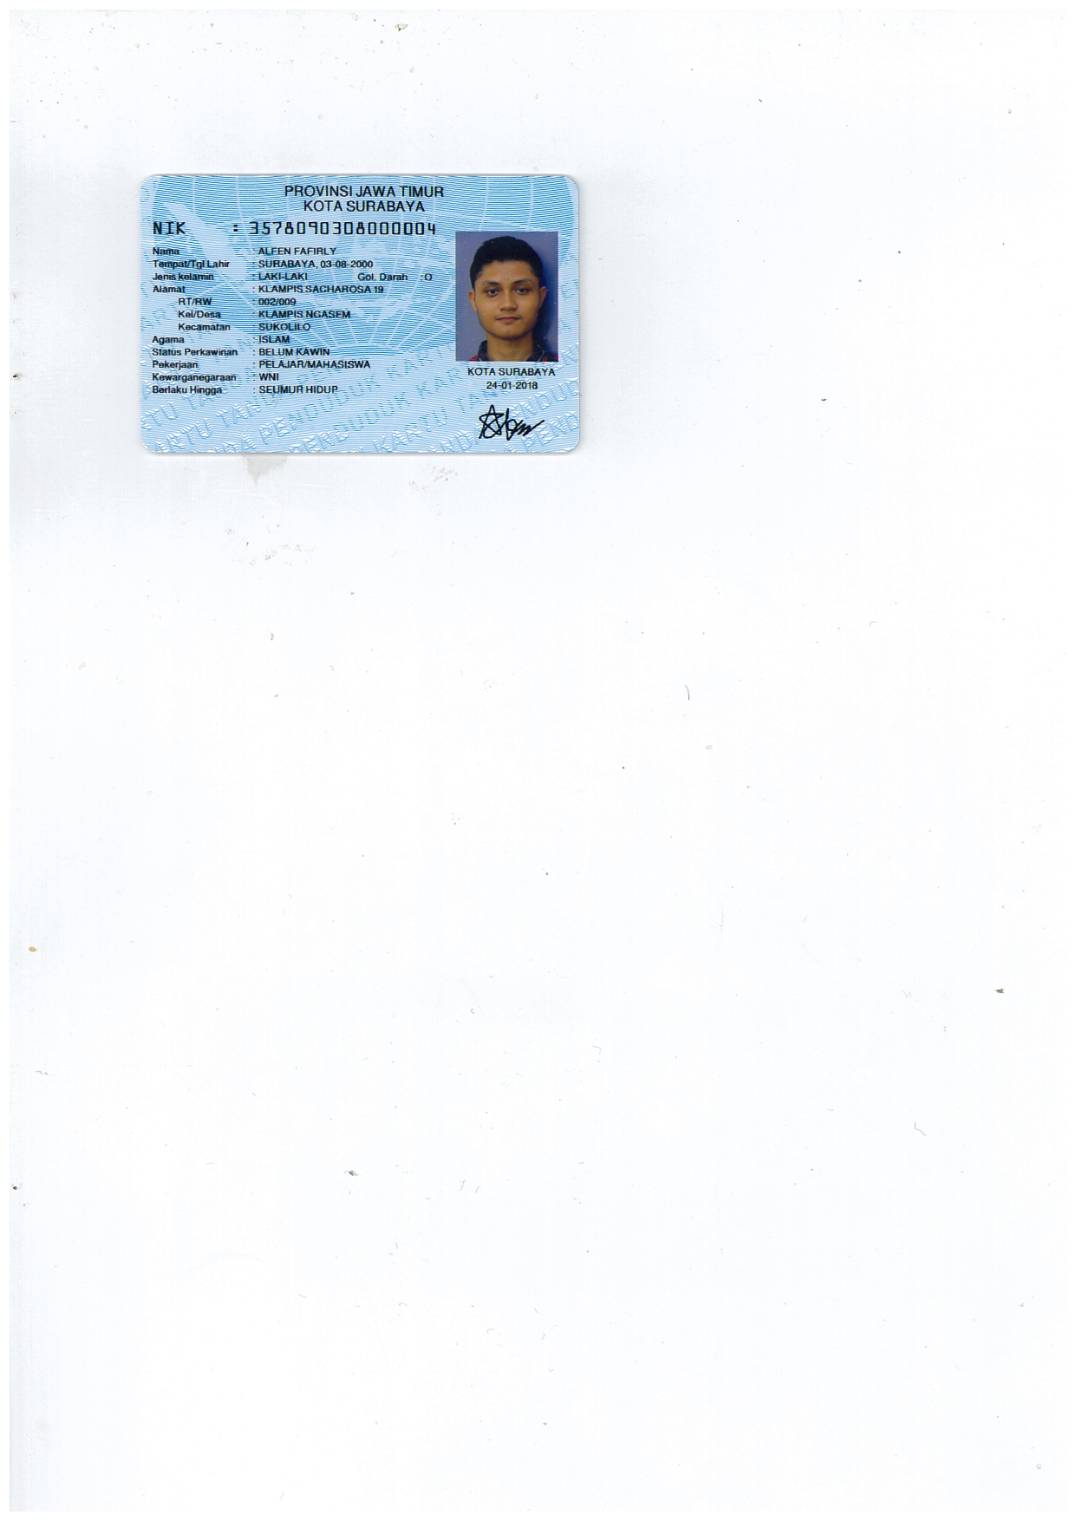 PROVINSI JAWA TIMUR
KOTA SURABAYA
NIK : 3578090308000004
Nama : ALFEN FAFIRLY
Tempat/Tgl Lahir : SURABAYA, 03-08-2000
Jenis kelamin : LAKI-LAKI Gol. Darah : O
Alamat : KLAMPIS SACHAROSA 19
RT/RW : 002/009
Kel/Desa : KLAMPIS NGASEM
Kecamatan : SUKOLILO
Agama : ISLAM
Status Perkawinan : BELUM KAWIN
Pekerjaan : PELAJAR/MAHASISWA
Kewarganegaraan : WNI
Berlaku Hingga : SEUMUR HIDUP
KOTA SURABAYA
24-01-2018